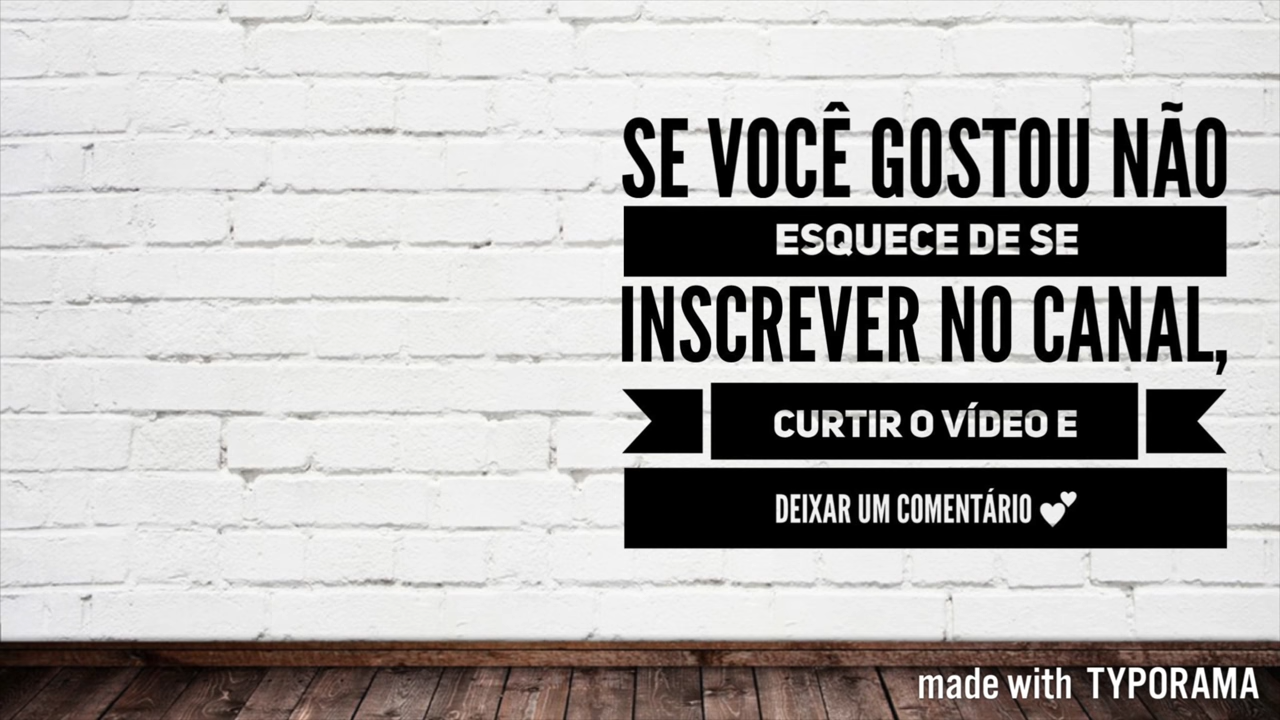 SE VOCÊ GOSTOU NÃO
ESQUECE DE SE
INSCREVER NO CANAL,
CURTIR O VÍDEO E
DEIXAR UM COMENTÁRIO 💕
made with TYPORAMA